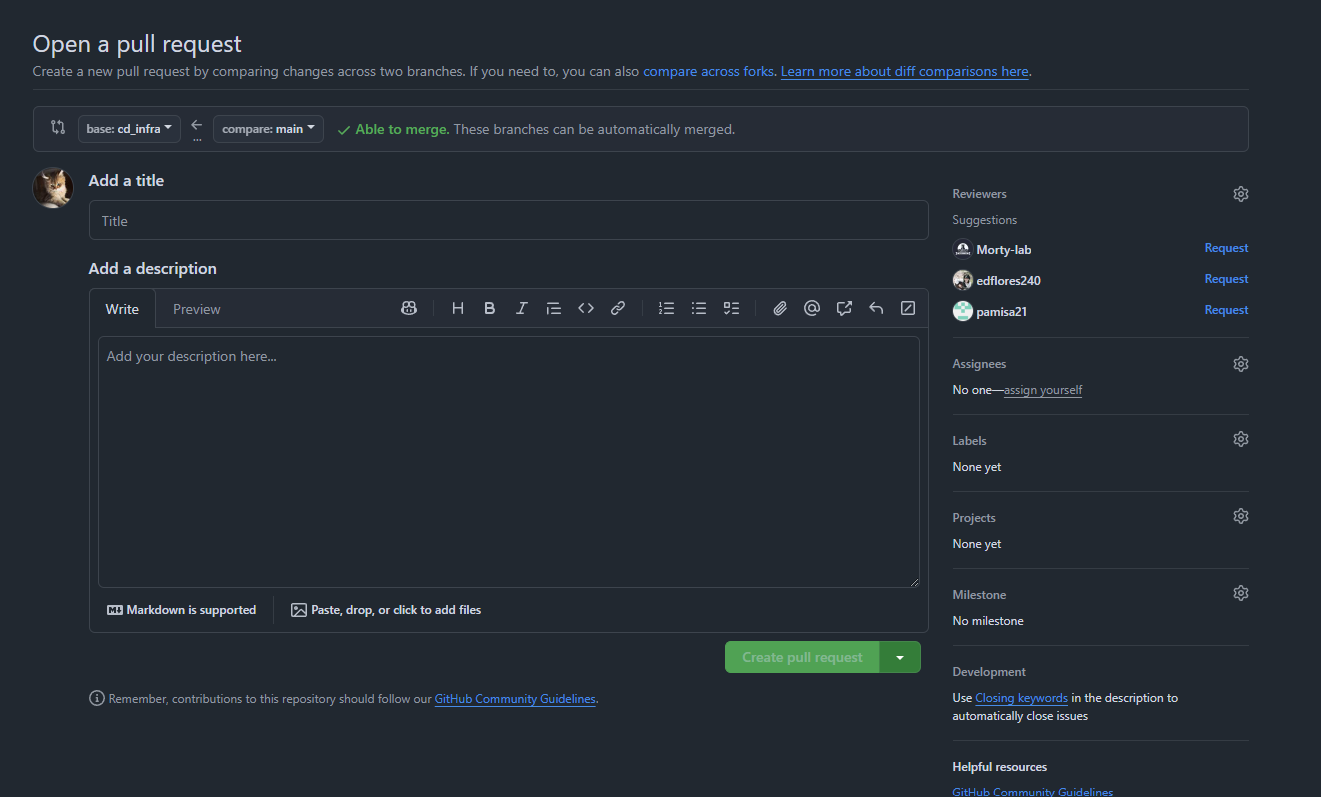 Open a pull request
Create a new pull request by comparing changes across two branches. If you need to, you can also compare across forks. Learn more about diff comparisons here.
base: cd_infra
...
compare: main
Able to merge. These branches can be automatically merged.
Add a title
Title
Add a description
Write
Preview
Add your description here...
Markdown is supported
Paste, drop, or click to add files
Create pull request
Remember, contributions to this repository should follow our GitHub Community Guidelines.
Reviewers
Suggestions
Morty-lab
Request
edflores240
Request
pamisa21
Request
Assignees
No one—assign yourself
Labels
None yet
Projects
None yet
Milestone
No milestone
Development
Use Closing keywords in the description to
automatically close issues
Helpful resources
GitHub Community Guidelines